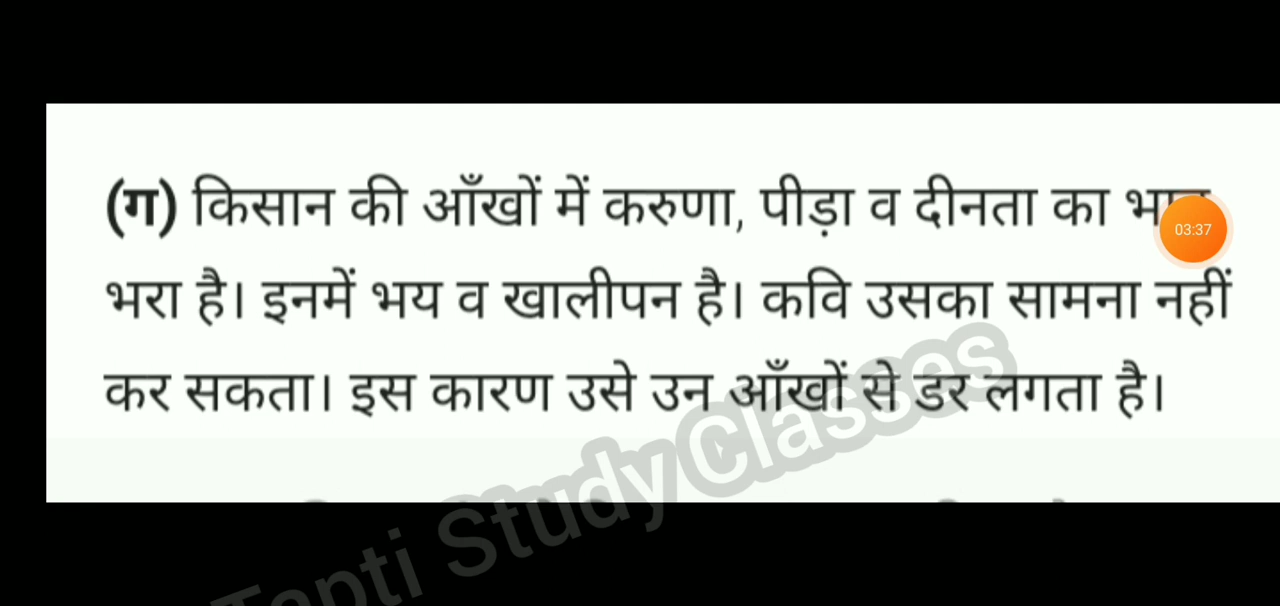 (ग) किसान की आँखों में करुणा, पीड़ा व दीनता का
03:37
भरा है। इनमें भय व खालीपन है। कवि उसका सामना नहीं
कर सकता। इस कारण उसे उन आँखों से डर लगता है।
Tapti Study Classes